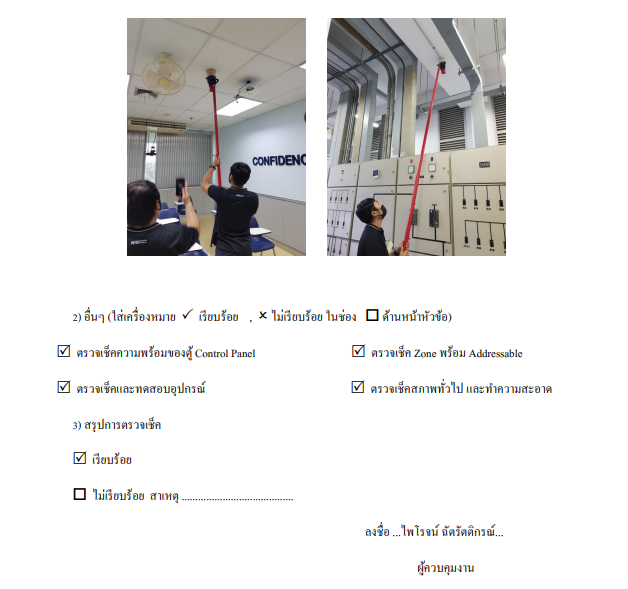 CONFIDENC
BISCO
2) อื่นๆ (ใส่เครื่องหมาย ✓ เรียบร้อย , ✗ ไม่เรียบร้อย ในช่อง ☐ ด้านหน้าหัวข้อ)
☑ ตรวจเช็คความพร้อมของตู้ Control Panel ☑ ตรวจเช็ค Zone พร้อม Addressable
☑ ตรวจเช็คและทดสอบอุปกรณ์ ☑ ตรวจเช็คสภาพทั่วไป และทำความสะอาด
3) สรุปการตรวจเช็ค
☑ เรียบร้อย
☐ ไม่เรียบร้อย สาเหตุ .........................................
ลงชื่อ ...ไพโรจน์ ฉัตรัตติกรณ์...
ผู้ควบคุมงาน